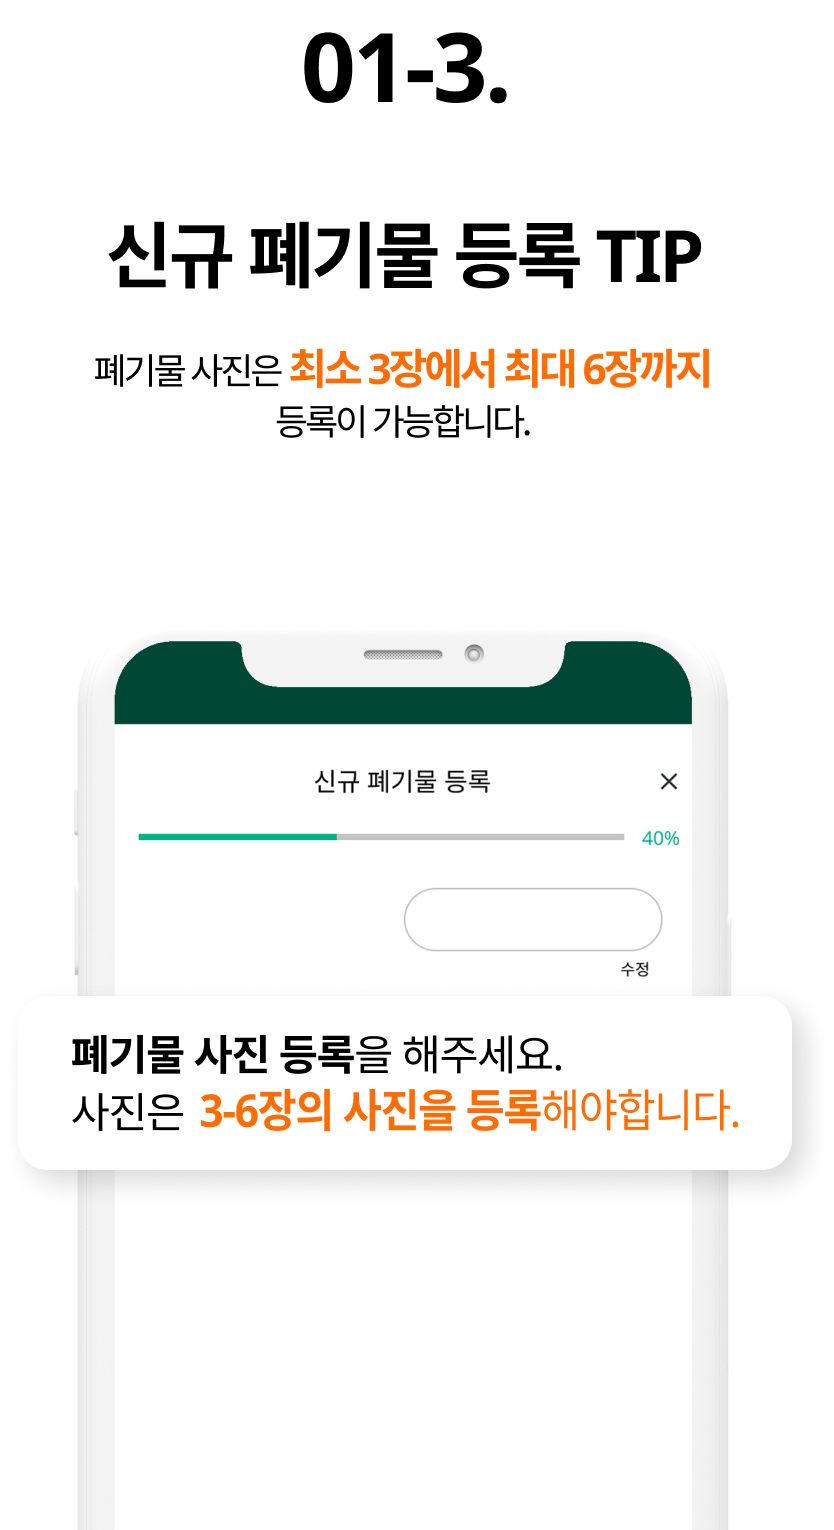 01-3.
신규 폐기물 등록 TIP
폐기물 사진은 최소 3장에서 최대 6장까지
등록이 가능합니다.
신규 폐기물 등록
40%
수정
폐기물 사진 등록을 해주세요.
사진은 3-6장의 사진을 등록해야합니다.